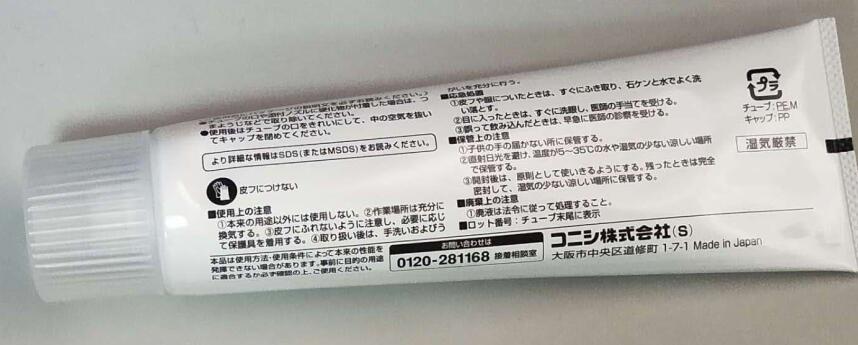 ●使用後はチューブの口をきれいにして、中の空気を抜い
てキャップを閉めてください。
より詳細な情報はSDS(またはMSDS)をお読みください。
皮フにつけない
■使用上の注意
①本来の用途以外には使用しない。②作業場所は充分に
換気する。③皮フにふれないように注意し、必要に応じ
て保護具を着用する。④取り扱い後は、手洗いおよびう
本品は使用方法・使用条件によって本来の性能を
発揮できない場合があります。事前に目的の用途
に適合するか必ず確認の上、ご使用ください。
がいを充分に行う。
■応急処置
①皮フや服についたときは、すぐにふき取り、石ケンと水でよく洗
い落とす。
②目に入ったときは、すぐに洗眼し、医師の手当てを受ける。
③誤って飲み込んだときは、早急に医師の診察を受ける。
■保管上の注意
①子供の手の届かない所に保管する。
②直射日光を避け、温度が5~35℃の水や湿気の少ない涼しい場所
で保管する。
③開封後は、原則として使いきるようにする。残ったときは完全
密封して、湿気の少ない涼しい場所に保管する。
■廃棄上の注意
①廃液は法令に従って処理すること。
■ロット番号：チューブ末尾に表示
お問い合わせは
0120-281168 接着相談室
コニシ株式会社(S)
大阪市中央区道修町 1-7-1 Made in Japan
プラ
チューブ：PE,M
キャップ：PP
湿気厳禁